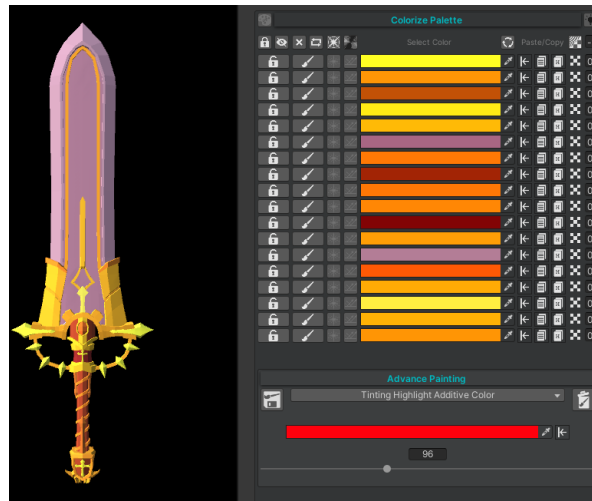 Colorize Palette
Select Color Paste/Copy
Advance Painting
Tinting Highlight Additive Color
96